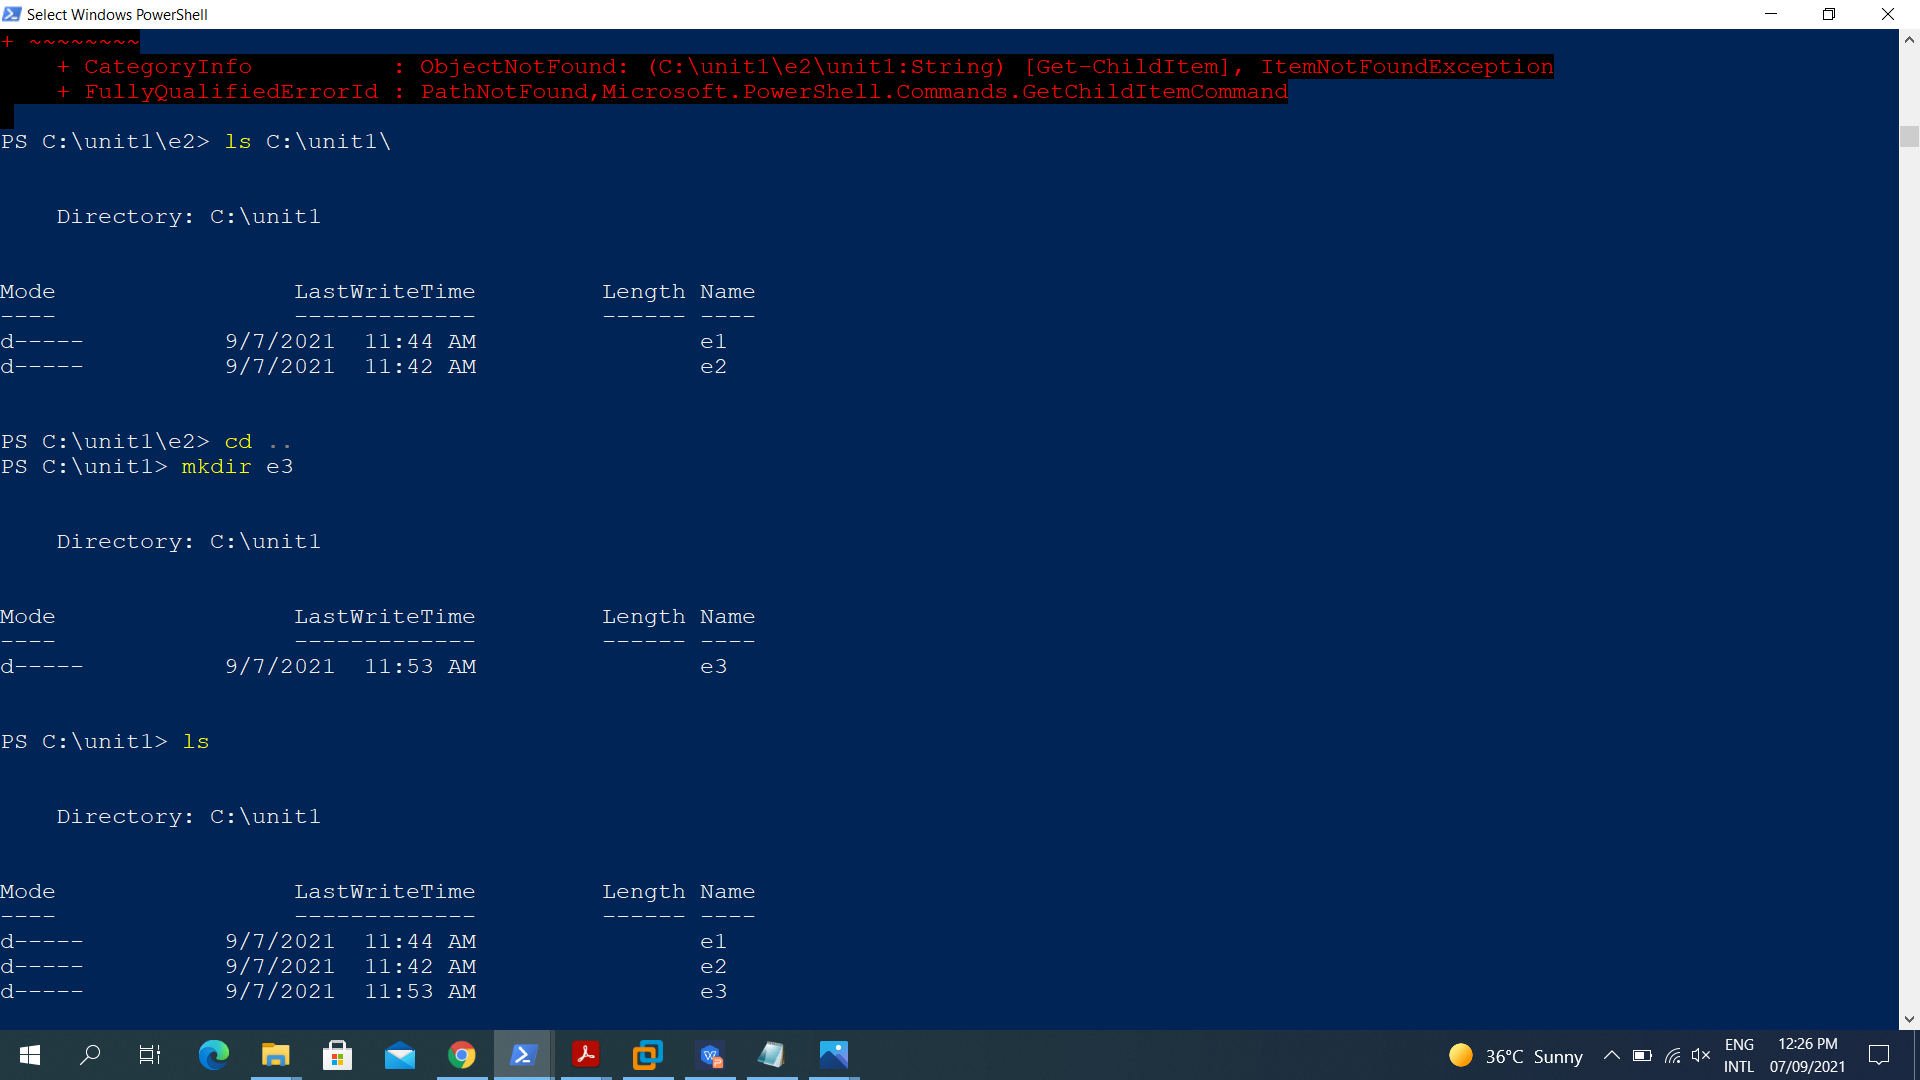 Select Windows PowerShell
+ ~~~~~~~~
    + CategoryInfo          : ObjectNotFound: (C:\unit1\e2\unit1:String) [Get-ChildItem], ItemNotFoundException
    + FullyQualifiedErrorId : PathNotFound,Microsoft.PowerShell.Commands.GetChildItemCommand
PS C:\unit1\e2> ls C:\unit1\
    Directory: C:\unit1
Mode                 LastWriteTime         Length Name
----                 -------------         ------ ----
d-----          9/7/2021  11:44 AM                e1
d-----          9/7/2021  11:42 AM                e2
PS C:\unit1\e2> cd ..
PS C:\unit1> mkdir e3
    Directory: C:\unit1
Mode                 LastWriteTime         Length Name
----                 -------------         ------ ----
d-----          9/7/2021  11:53 AM                e3
PS C:\unit1> ls
    Directory: C:\unit1
Mode                 LastWriteTime         Length Name
----                 -------------         ------ ----
d-----          9/7/2021  11:44 AM                e1
d-----          9/7/2021  11:42 AM                e2
d-----          9/7/2021  11:53 AM                e3
36°C Sunny
ENG
INTL
12:26 PM
07/09/2021